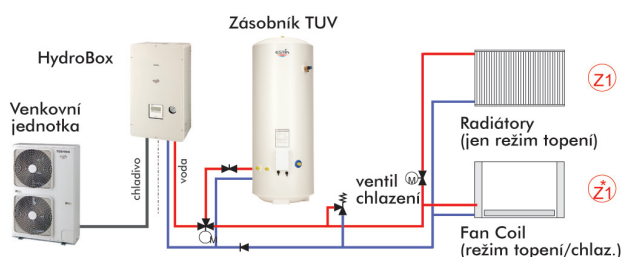 Zásobník TUV
HydroBox
Venkovní
jednotka
chladivo
voda
M
ventil
chlazení
M
Z1
Radiátory
(jen režim topení)
Z1*
Fan Coil
(režim topení/chlaz.)